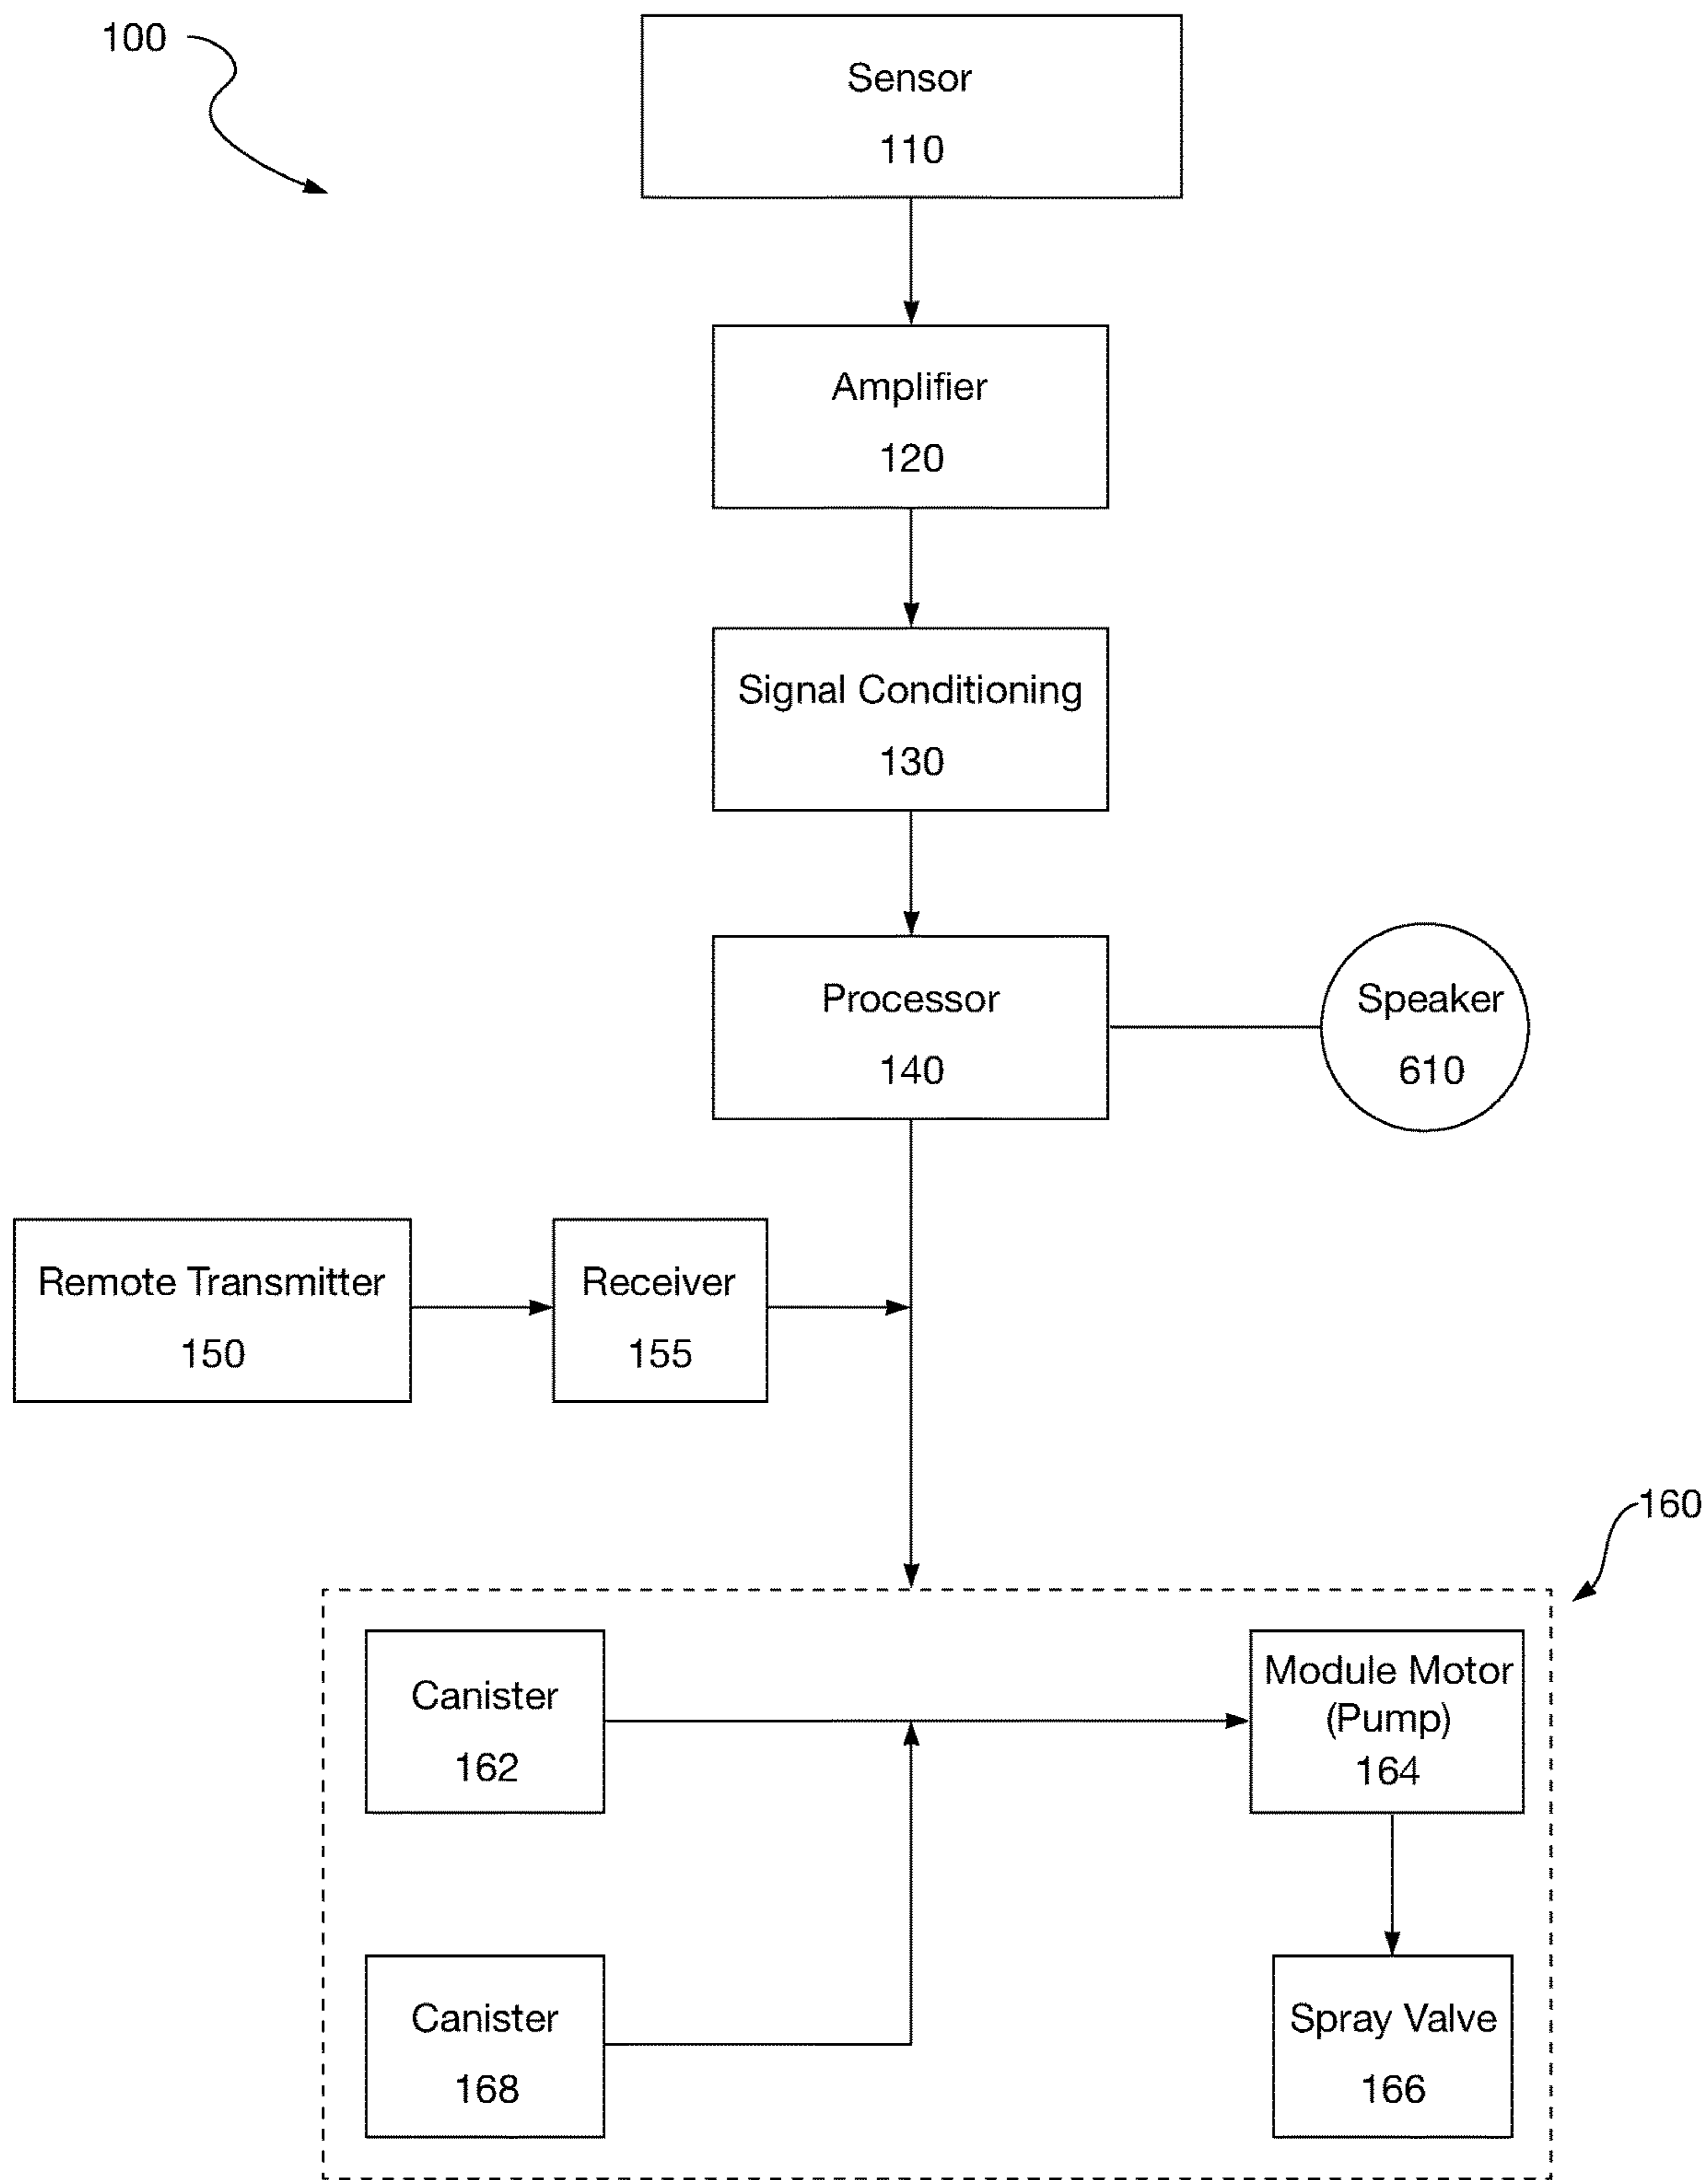 100
Sensor
110
Amplifier
120
Signal Conditioning
130
Processor
140
Speaker
610
Remote Transmitter
150
Receiver
155
160
Canister
162
Module Motor
(Pump)
164
Canister
168
Spray Valve
166